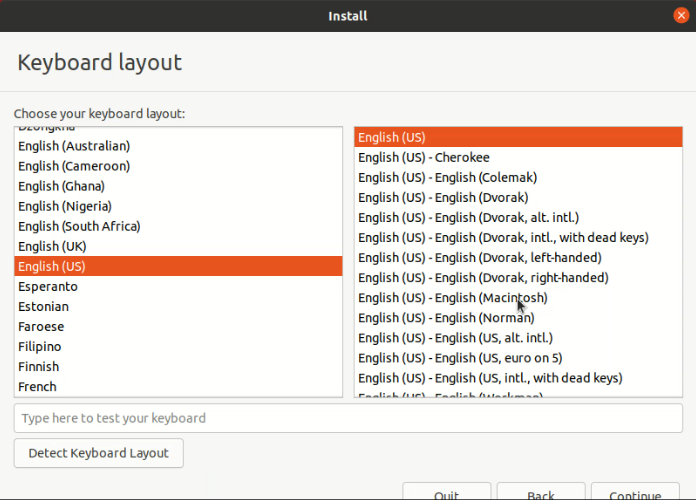 Install
Keyboard layout
Choose your keyboard layout:
Dzongkha
English (Australian)
English (Cameroon)
English (Ghana)
English (Nigeria)
English (South Africa)
English (UK)
English (US)
Esperanto
Estonian
Faroese
Filipino
Finnish
French
English (US)
English (US) - Cherokee
English (US) - English (Colemak)
English (US) - English (Dvorak)
English (US) - English (Dvorak, alt. intl.)
English (US) - English (Dvorak, intl., with dead keys)
English (US) - English (Dvorak, left-handed)
English (US) - English (Dvorak, right-handed)
English (US) - English (Macintosh)
English (US) - English (Norman)
English (US) - English (US, alt. intl.)
English (US) - English (US, euro on 5)
English (US) - English (US, intl., with dead keys)
English (US) - English (Workman)
Type here to test your keyboard
Detect Keyboard Layout
Quit
Back
Continue